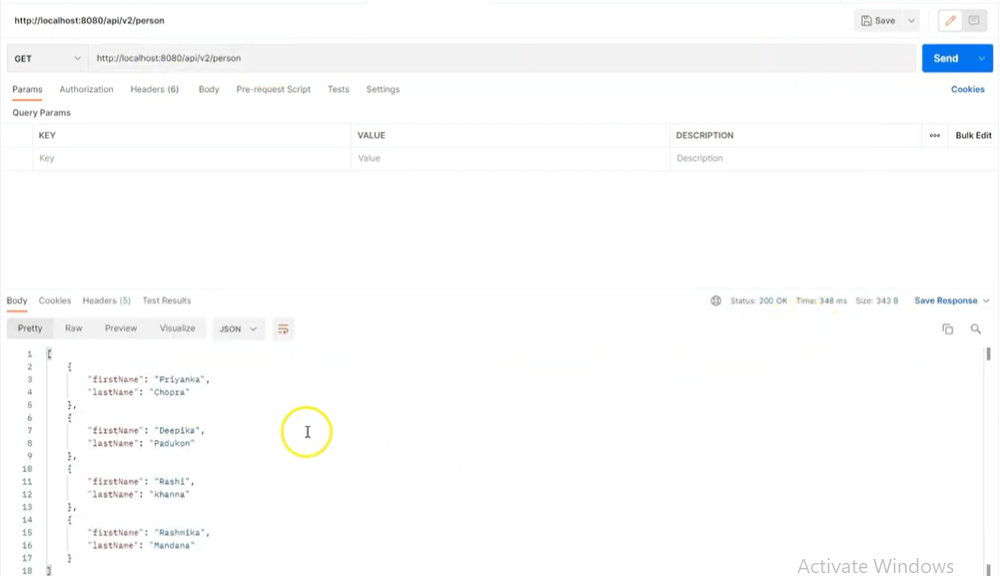 http://localhost:8080/api/v2/person
Save
GET http://localhost:8080/api/v2/person Send
Params Authorization Headers (6) Body Pre-request Script Tests Settings Cookies
Query Params
KEY VALUE DESCRIPTION ooo Bulk Edit
Key Value Description
Body Cookies Headers (5) Test Results Status: 200 OK Time: 348 ms Size: 343 B Save Response
Pretty Raw Preview Visualize JSON
1 [
2 {
3 "firstName": "Priyanka",
4 "lastName": "Chopra"
5 },
6 {
7 "firstName": "Deepika",
8 "lastName": "Padukon"
9 },
10 {
11 "firstName": "Rashi",
12 "lastName": "khanna"
13 },
14 {
15 "firstName": "Rashmika",
16 "lastName": "Mandana"
17 }
18 ]
Activate Windows